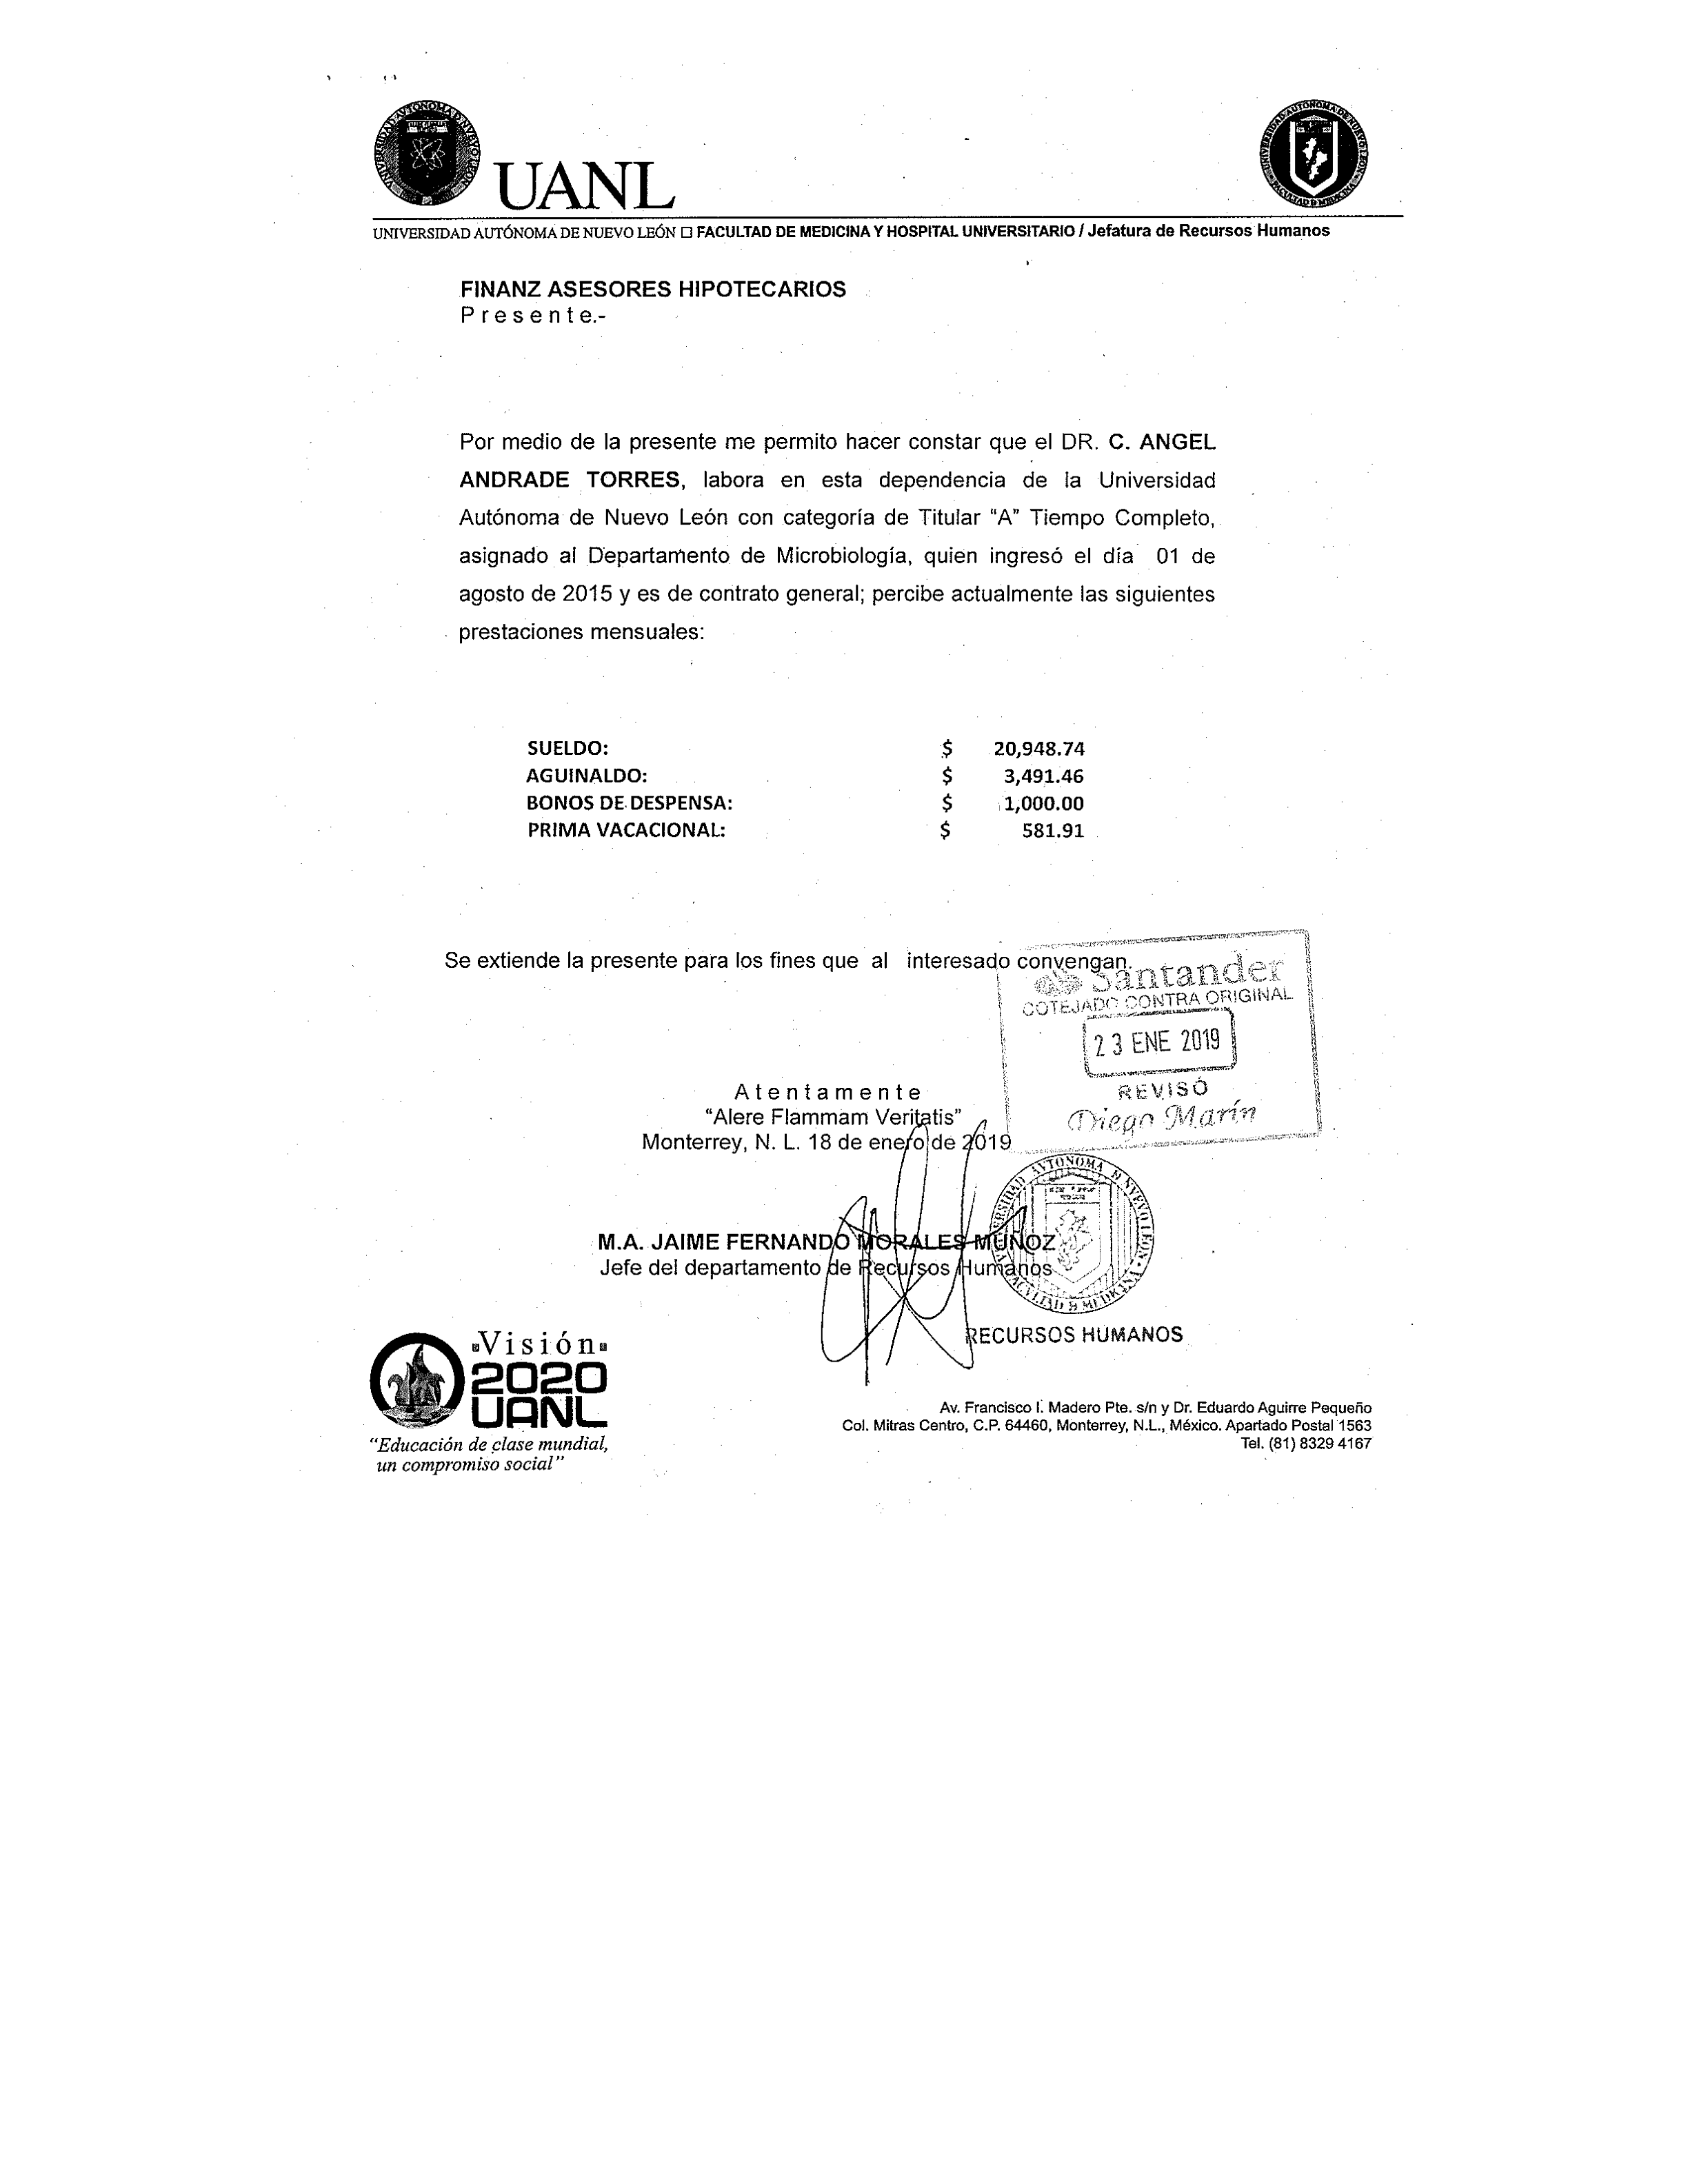 UANL
UNIVERSIDAD AUTÓNOMA DE NUEVO LEÓN □ FACULTAD DE MEDICINA Y HOSPITAL UNIVERSITARIO / Jefatura de Recursos Humanos
FINANZ ASESORES HIPOTECARIOS
P r e s e n t e.-
Por medio de la presente me permito hacer constar que el DR. C. ANGEL
ANDRADE TORRES, labora en esta dependencia de la Universidad
Autónoma de Nuevo León con categoría de Titular “A” Tiempo Completo,
asignado al Departamento de Microbiología, quien ingresó el día 01 de
agosto de 2015 y es de contrato general; percibe actualmente las siguientes
prestaciones mensuales:
SUELDO: $ 20,948.74
AGUINALDO: $ 3,491.46
BONOS DE DESPENSA: $ 1,000.00
PRIMA VACACIONAL: $ 581.91
Se extiende la presente para los fines que al interesado convengan.
Santander
COTEJADO CONTRA ORIGINAL
23 ENE 2019
REVISÓ
Diego Marín
A t e n t a m e n t e
“Alere Flammam Veritatis”
Monterrey, N. L. 18 de enero de 2019
M.A. JAIME FERNANDO MORALES MUÑOZ
Jefe del departamento de Recursos Humanos
RECURSOS HUMANOS
Visión
2020
UANL
“Educación de clase mundial,
un compromiso social”
Av. Francisco I. Madero Pte. s/n y Dr. Eduardo Aguirre Pequeño
Col. Mitras Centro, C.P. 64460, Monterrey, N.L., México. Apartado Postal 1563
Tel. (81) 8329 4167